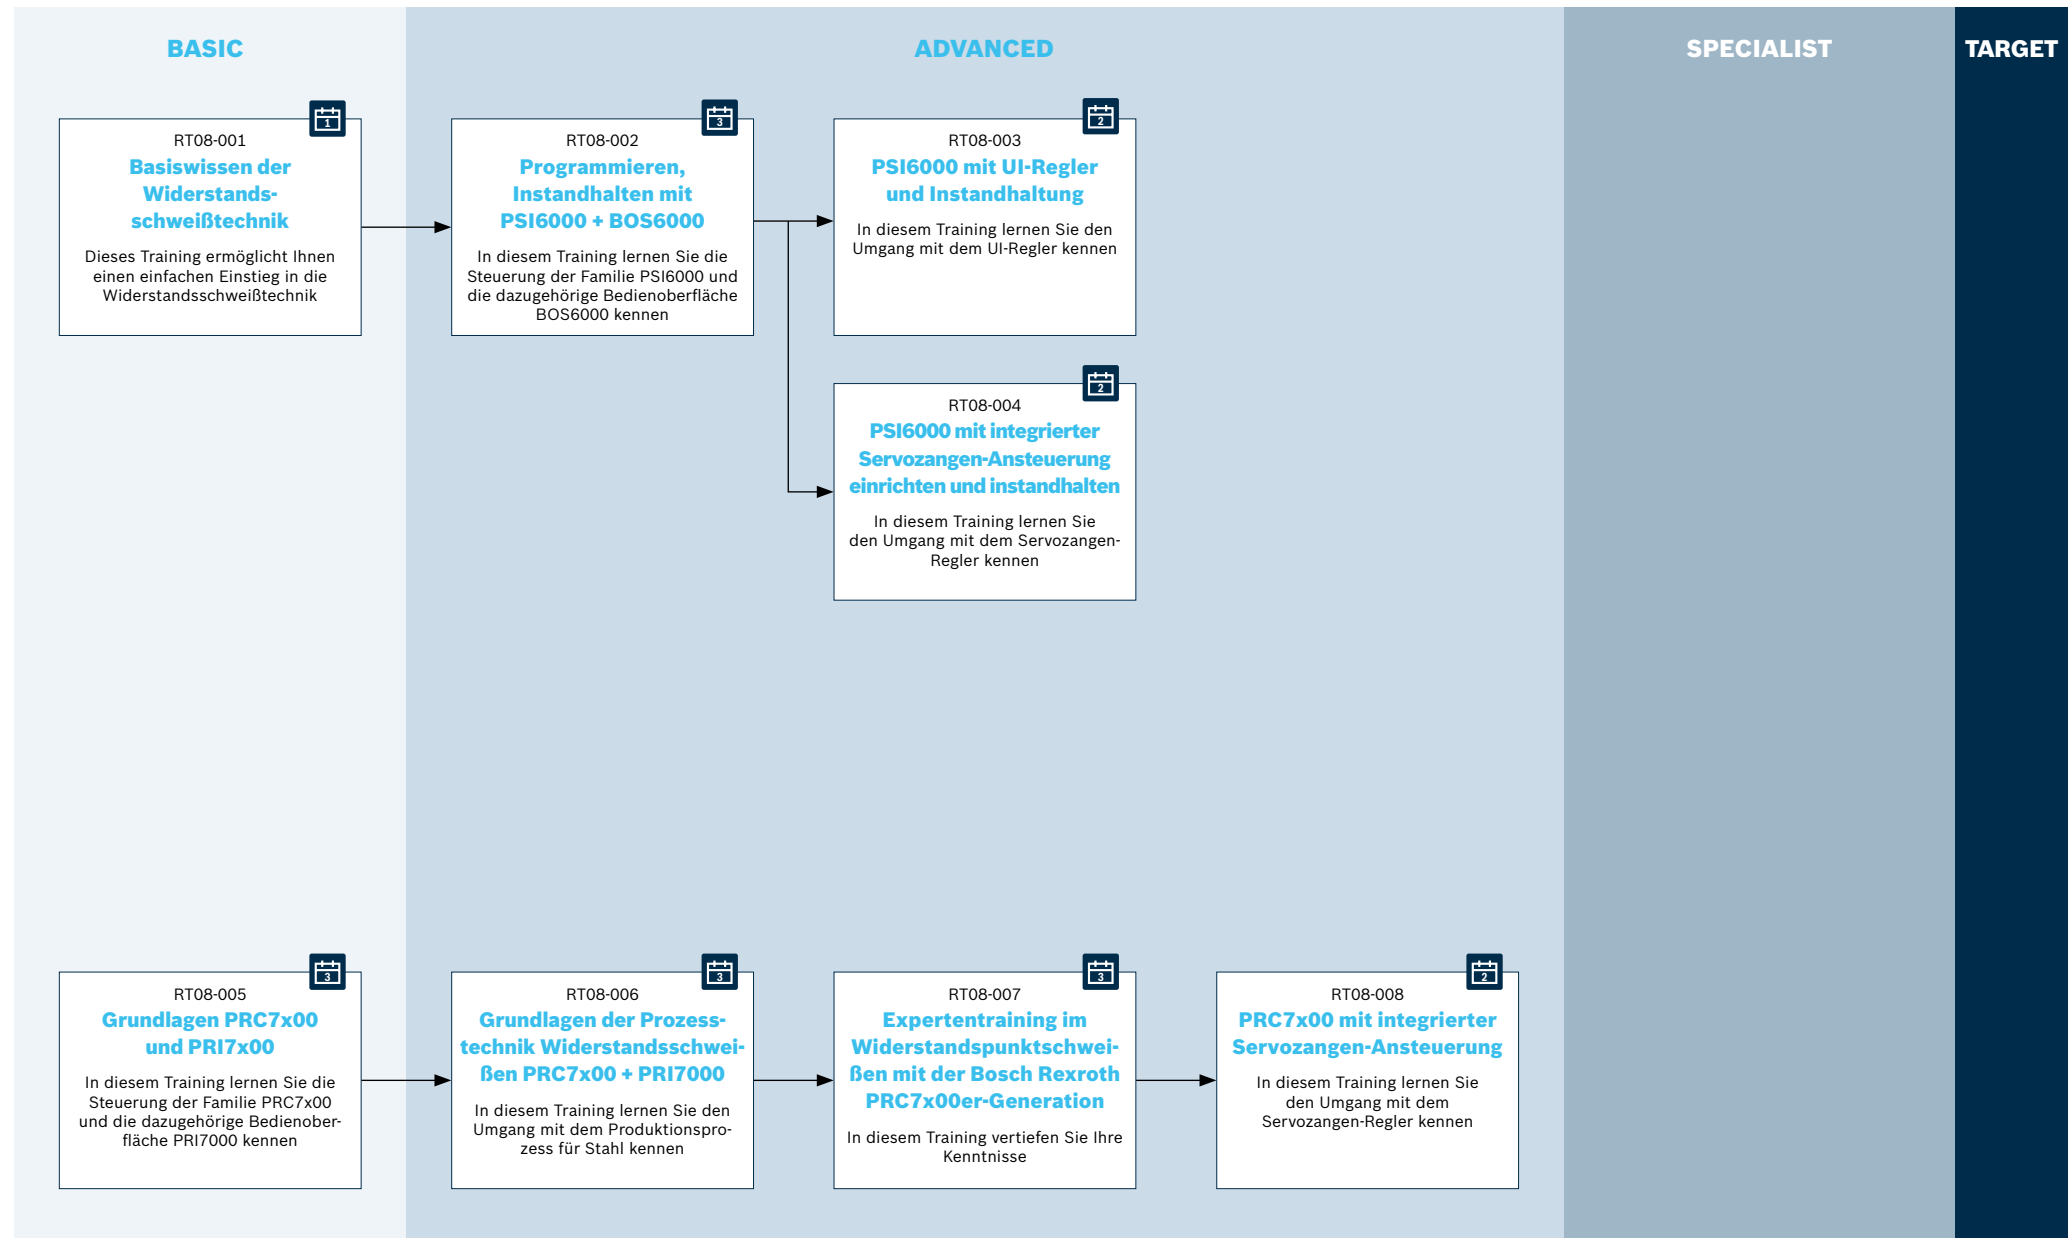 BASIC
ADVANCED
SPECIALIST
TARGET
1
RT08-001
Basiswissen der
Widerstands-
schweißtechnik
Dieses Training ermöglicht Ihnen
einen einfachen Einstieg in die
Widerstandsschweißtechnik
3
RT08-002
Programmieren,
Instandhalten mit
PSI6000 + BOS6000
In diesem Training lernen Sie die
Steuerung der Familie PSI6000 und
die dazugehörige Bedienoberfläche
BOS6000 kennen
2
RT08-003
PSI6000 mit UI-Regler
und Instandhaltung
In diesem Training lernen Sie den
Umgang mit dem UI-Regler kennen
2
RT08-004
PSI6000 mit integrierter
Servozangen-Ansteuerung
einrichten und instandhalten
In diesem Training lernen Sie
den Umgang mit dem Servozangen-
Regler kennen
3
RT08-005
Grundlagen PRC7x00
und PRI7x00
In diesem Training lernen Sie die
Steuerung der Familie PRC7x00
und die dazugehörige Bedienober-
fläche PRI7000 kennen
3
RT08-006
Grundlagen der Prozess-
technik Widerstandsschwei-
ßen PRC7x00 + PRI7000
In diesem Training lernen Sie den
Umgang mit dem Produktionspro-
zess für Stahl kennen
3
RT08-007
Expertentraining im
Widerstandspunktschwei-
ßen mit der Bosch Rexroth
PRC7x00er-Generation
In diesem Training vertiefen Sie Ihre
Kenntnisse
2
RT08-008
PRC7x00 mit integrierter
Servozangen-Ansteuerung
In diesem Training lernen Sie
den Umgang mit dem
Servozangen-Regler kennen